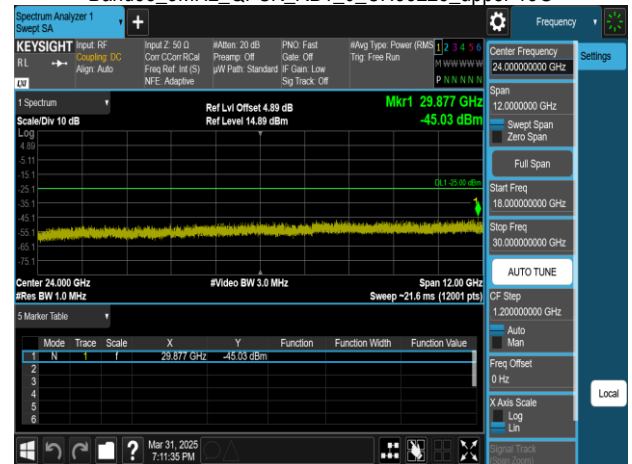 Spectrum Analyzer 1
Swept SA
+
Frequency
KEYSIGHT
RL
Input: RF
Coupling: DC
Align: Auto
Input Z: 50 Ω
Corr CCorr RCal
Freq Ref: Int (S)
NFE: Adaptive
#Atten: 20 dB
Preamp: Off
µW Path: Standard
PNO: Fast
Gate: Off
IF Gain: Low
Sig Track: Off
#Avg Type: Power (RMS
Trig: Free Run
1 2 3 4 5 6
M W W W W W
P N N N N N
LXI
1 Spectrum
Scale/Div 10 dB
Ref Lvl Offset 4.89 dB
Ref Level 14.89 dBm
Mkr1 29.877 GHz
-45.03 dBm
Log
4.89
-5.11
-15.1
-25.1
-35.1
-45.1
-55.1
-65.1
-75.1
DL1 -25.00 dBm
1
Center 24.000 GHz
#Res BW 1.0 MHz
#Video BW 3.0 MHz
Span 12.00 GHz
Sweep ~21.6 ms (12001 pts)
5 Marker Table
Mode Trace Scale X Y Function Function Width Function Value
1 N 1 f 29.877 GHz -45.03 dBm
2
3
4
5
6
?
Mar 31, 2025
7:11:35 PM
Center Frequency
24.000000000 GHz
Settings
Span
12.0000000 GHz
Swept Span
Zero Span
Full Span
Start Freq
18.000000000 GHz
Stop Freq
30.000000000 GHz
AUTO TUNE
CF Step
1.200000000 GHz
Auto
Man
Freq Offset
0 Hz
X Axis Scale
Log
Lin
Local
Signal Track
(Span Zoom)